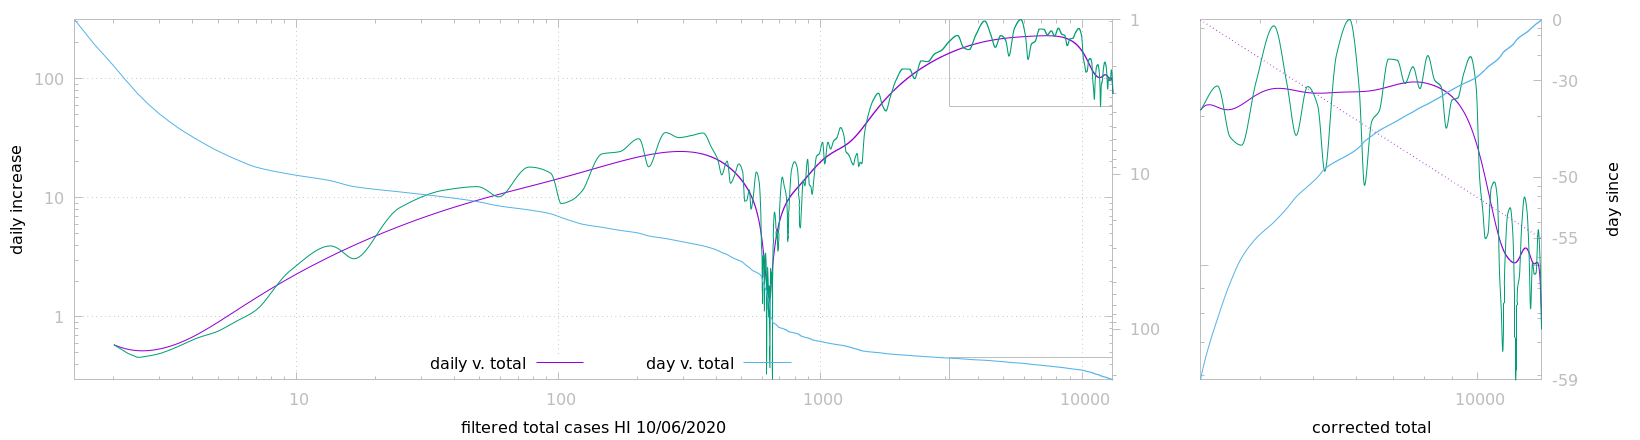 daily increase
100
10
1
daily v. total
day v. total
10
100
1000
10000
filtered total cases HI 10/06/2020
1
10
100
0
-30
-50
-55
-59
day since
10000
corrected total